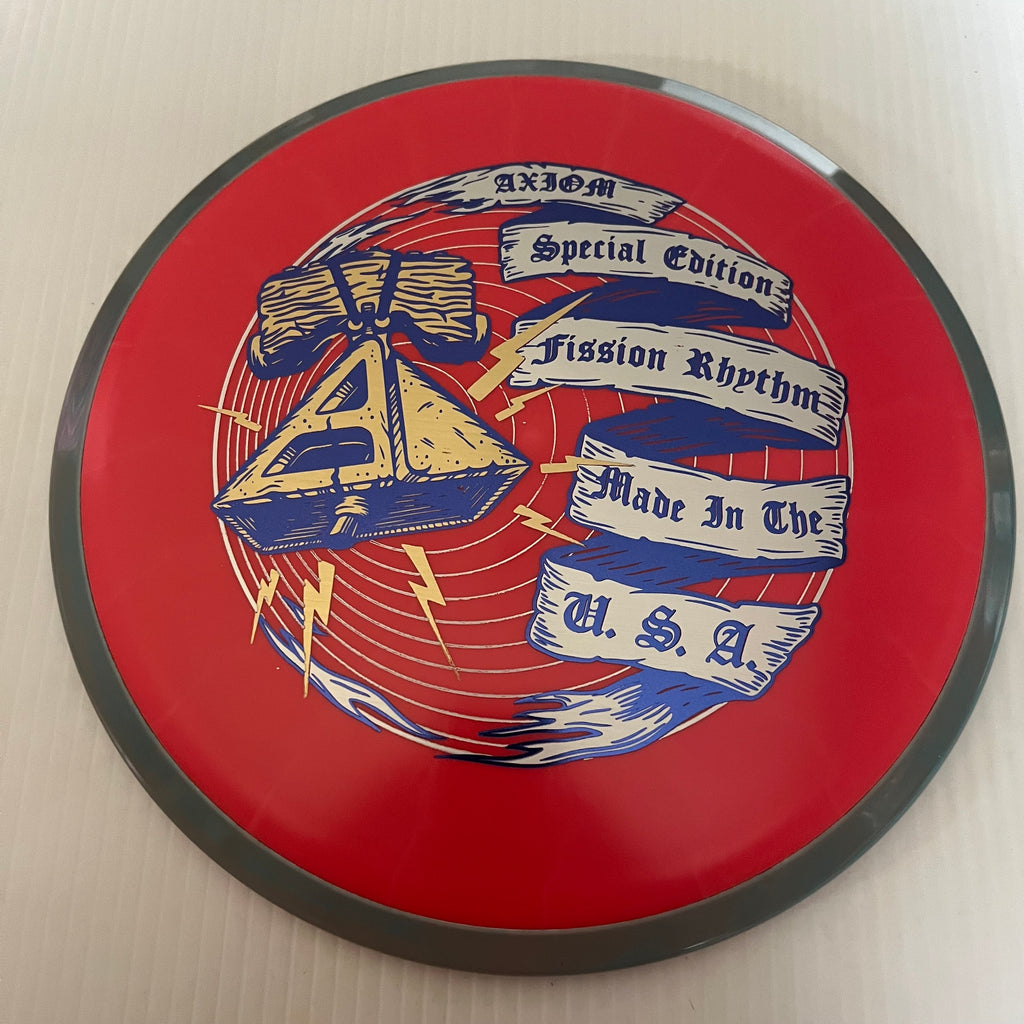 AXIOM
Special Edition
Fission Rhythm
Made In The
U. S. A.